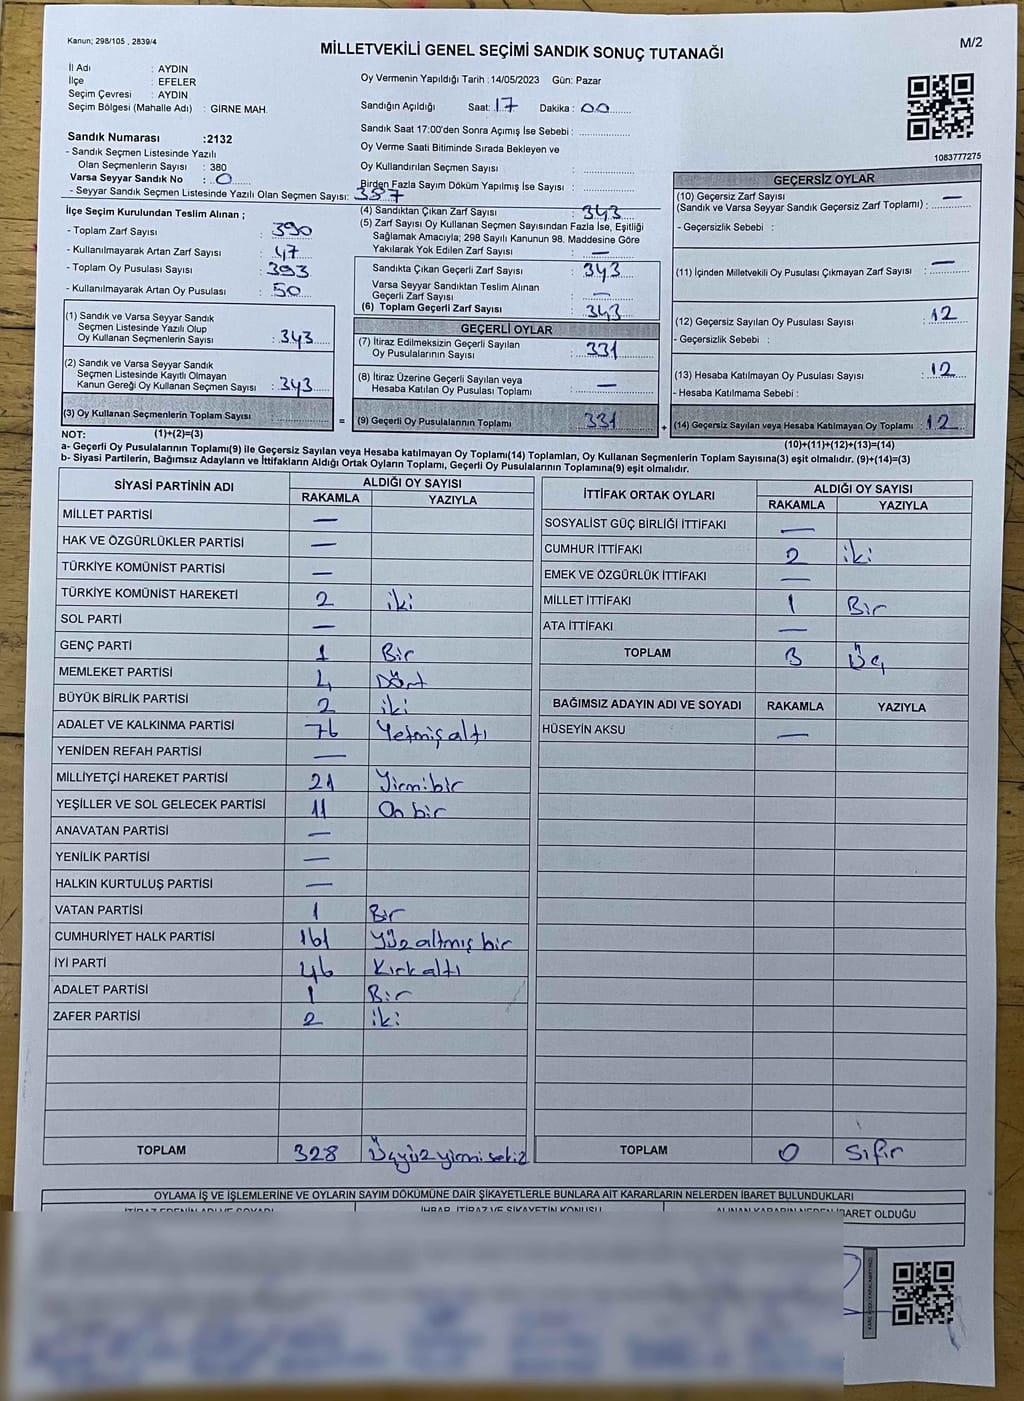 Kanun; 298/105 , 2839/4
MİLLETVEKİLİ GENEL SEÇİMİ SANDIK SONUÇ TUTANAĞI
M/2
İl Adı : AYDIN
İlçe : EFELER
Seçim Çevresi : AYDIN
Seçim Bölgesi (Mahalle Adı) : GİRNE MAH.
Oy Vermenin Yapıldığı Tarih :14/05/2023 Gün: Pazar
Sandığın Açıldığı Saat: 17 Dakika : 00
Sandık Saat 17:00'den Sonra Açımış İse Sebebi :
Oy Verme Saati Bitiminde Sırada Bekleyen ve
Oy Kullandırılan Seçmen Sayısı :
Birden Fazla Sayım Döküm Yapılmış İse Sayısı :
1083777275
Sandık Numarası :2132
- Sandık Seçmen Listesinde Yazılı
Olan Seçmenlerin Sayısı : 380
Varsa Seyyar Sandık No : 0
- Seyyar Sandık Seçmen Listesinde Yazılı Olan Seçmen Sayısı: 387
İlçe Seçim Kurulundan Teslim Alınan ;
- Toplam Zarf Sayısı : 390
- Kullanılmayarak Artan Zarf Sayısı : 47
- Toplam Oy Pusulası Sayısı : 393
- Kullanılmayarak Artan Oy Pusulası : 50
(1) Sandık ve Varsa Seyyar Sandık
Seçmen Listesinde Yazılı Olup
Oy Kullanan Seçmenlerin Sayısı : 343
(2) Sandık ve Varsa Seyyar Sandık
Seçmen Listesinde Kayıtlı Olmayan
Kanun Gereği Oy Kullanan Seçmen Sayısı : 343
(3) Oy Kullanan Seçmenlerin Toplam Sayısı =
(4) Sandıktan Çıkan Zarf Sayısı : 343
(5) Zarf Sayısı Oy Kullanan Seçmen Sayısından Fazla İse, Eşitliği
Sağlamak Amacıyla; 298 Sayılı Kanunun 98. Maddesine Göre
Yakılarak Yok Edilen Zarf Sayısı : —
Sandıkta Çıkan Geçerli Zarf Sayısı : 343
Varsa Seyyar Sandıktan Teslim Alınan
Geçerli Zarf Sayısı : —
(6) Toplam Geçerli Zarf Sayısı : 343
GEÇERLİ OYLAR
(7) İtiraz Edilmeksizin Geçerli Sayılan
Oy Pusulalarının Sayısı : 331
(8) İtiraz Üzerine Geçerli Sayılan veya
Hesaba Katılan Oy Pusulası Toplamı : —
(9) Geçerli Oy Pusulalarının Toplamı 331 +
GEÇERSİZ OYLAR
(10) Geçersiz Zarf Sayısı
(Sandık ve Varsa Seyyar Sandık Geçersiz Zarf Toplamı) : —
- Geçersizlik Sebebi :
(11) İçinden Milletvekili Oy Pusulası Çıkmayan Zarf Sayısı : —
(12) Geçersiz Sayılan Oy Pusulası Sayısı : 12
- Geçersizlik Sebebi :
(13) Hesaba Katılmayan Oy Pusulası Sayısı : 12
- Hesaba Katılmama Sebebi :
(14) Geçersiz Sayılan veya Hesaba Katılmayan Oy Toplamı : 12
NOT: (1)+(2)=(3)
(10)+(11)+(12)+(13)=(14)
a- Geçerli Oy Pusulalarının Toplamı(9) ile Geçersiz Sayılan veya Hesaba katılmayan Oy Toplamı(14) Toplamları, Oy Kullanan Seçmenlerin Toplam Sayısına(3) eşit olmalıdır. (9)+(14)=(3)
b- Siyasi Partilerin, Bağımsız Adayların ve İttifakların Aldığı Ortak Oyların Toplamı, Geçerli Oy Pusulalarının Toplamına(9) eşit olmalıdır.
SİYASİ PARTİNİN ADI ALDIĞI OY SAYISI
RAKAMLA YAZIYLA
MİLLET PARTİSİ —
HAK VE ÖZGÜRLÜKLER PARTİSİ —
TÜRKİYE KOMÜNİST PARTİSİ —
TÜRKİYE KOMÜNİST HAREKETİ 2 iki
SOL PARTİ —
GENÇ PARTİ 1 Bir
MEMLEKET PARTİSİ 4 Dört
BÜYÜK BİRLİK PARTİSİ 2 iki
ADALET VE KALKINMA PARTİSİ 76 Yetmiş altı
YENİDEN REFAH PARTİSİ —
MİLLİYETÇİ HAREKET PARTİSİ 21 Yirmi bir
YEŞİLLER VE SOL GELECEK PARTİSİ 11 On bir
ANAVATAN PARTİSİ —
YENİLİK PARTİSİ —
HALKIN KURTULUŞ PARTİSİ —
VATAN PARTİSİ 1 Bir
CUMHURİYET HALK PARTİSİ 161 Yüz altmış bir
İYİ PARTİ 46 Kırk altı
ADALET PARTİSİ 1 Bir
ZAFER PARTİSİ 2 iki
TOPLAM 328 Üçyüz yirmi sekiz
İTTİFAK ORTAK OYLARI ALDIĞI OY SAYISI
RAKAMLA YAZIYLA
SOSYALİST GÜÇ BİRLİĞİ İTTİFAKI —
CUMHUR İTTİFAKI 2 iki
EMEK VE ÖZGÜRLÜK İTTİFAKI —
MİLLET İTTİFAKI 1 Bir
ATA İTTİFAKI —
TOPLAM 3 Üç
BAĞIMSIZ ADAYIN ADI VE SOYADI RAKAMLA YAZIYLA
HÜSEYİN AKSU —
TOPLAM 0 Sıfır
OYLAMA İŞ VE İŞLEMLERİNE VE OYLARIN SAYIM DÖKÜMÜNE DAİR ŞİKAYETLERLE BUNLARA AİT KARARLARIN NELERDEN İBARET BULUNDUKLARI
İTİRAZ EDENİN ADI VE SOYADI İHBAR, İTİRAZ VE ŞİKAYETİN KONUSU ALINAN KARARIN NEDEN İBARET OLDUĞU